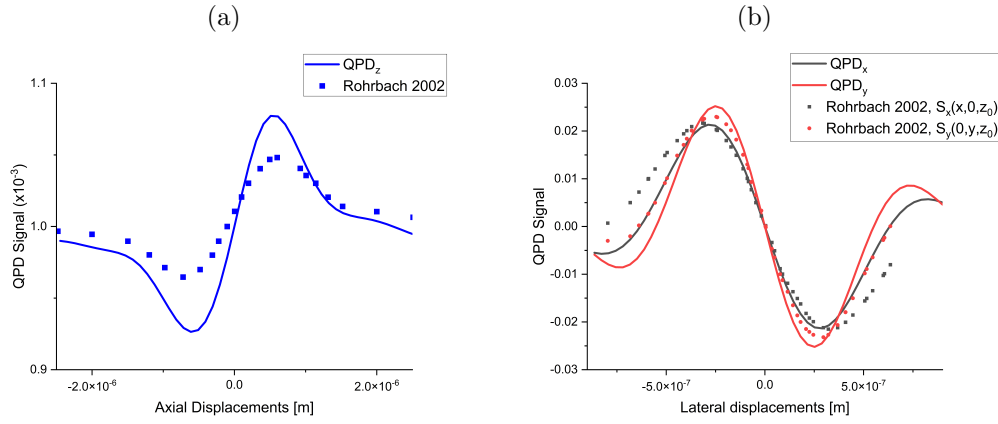 (a)
QPD_z
Rohrbach 2002
1.1
1.0
0.9
QPD Signal (x10^-3)
-2.0×10^-6
0.0
2.0×10^-6
Axial Displacements [m]
(b)
QPD_x
QPD_y
Rohrbach 2002, S_x(x,0,z_0)
Rohrbach 2002, S_y(0,y,z_0)
0.03
0.02
0.01
0.00
-0.01
-0.02
-0.03
QPD Signal
-5.0×10^-7
0.0
5.0×10^-7
Lateral displacements [m]